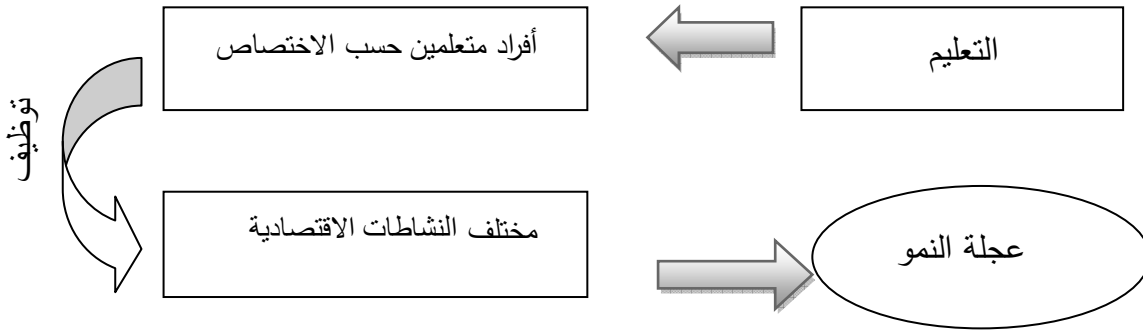 التعليم
أفراد متعلمين حسب الاختصاص
توظيف
مختلف النشاطات الاقتصادية
عجلة النمو